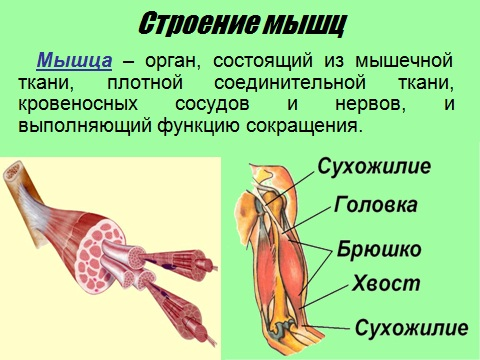 Строение мышц
Мышца – орган, состоящий из мышечной
ткани, плотной соединительной ткани,
кровеносных сосудов и нервов, и
выполняющий функцию сокращения.
Сухожилие
Головка
Брюшко
Хвост
Сухожилие